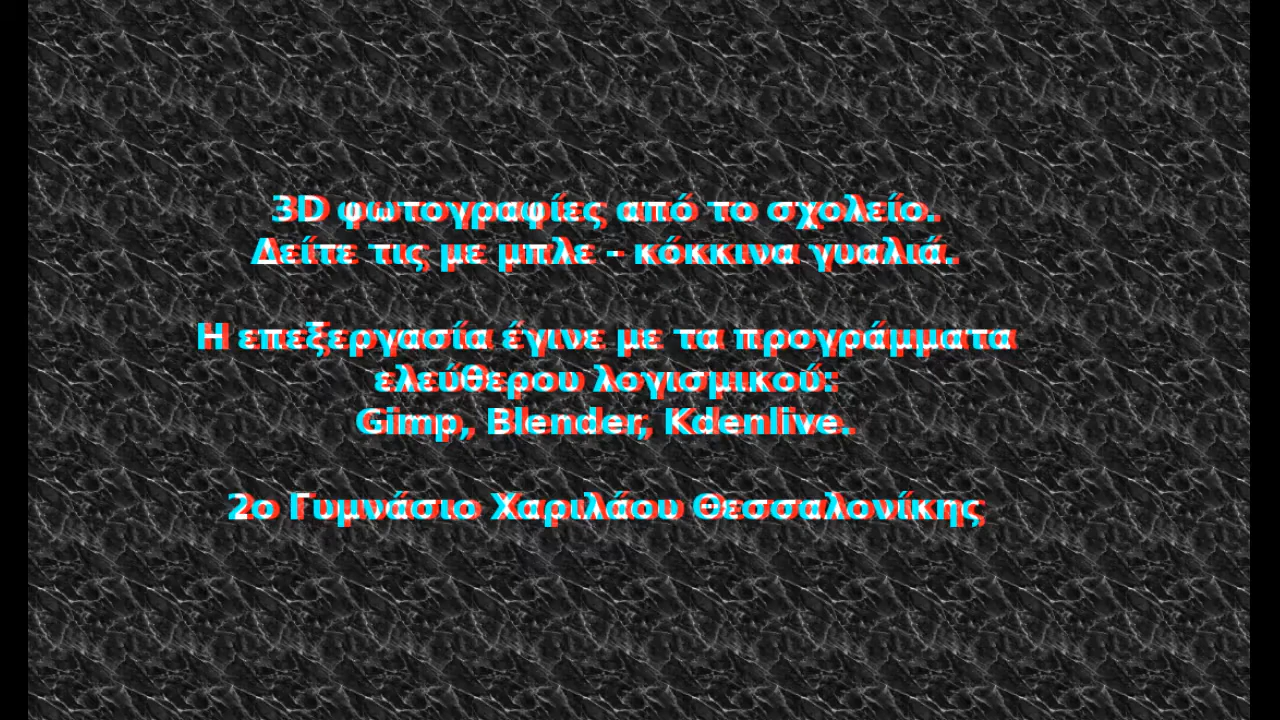 3D φωτογραφίες από το σχολείο.
Δείτε τις με μπλε - κόκκινα γυαλιά.
Η επεξεργασία έγινε με τα προγράμματα
ελεύθερου λογισμικού:
Gimp, Blender, Kdenlive.
2ο Γυμνάσιο Χαριλάου Θεσσαλονίκης